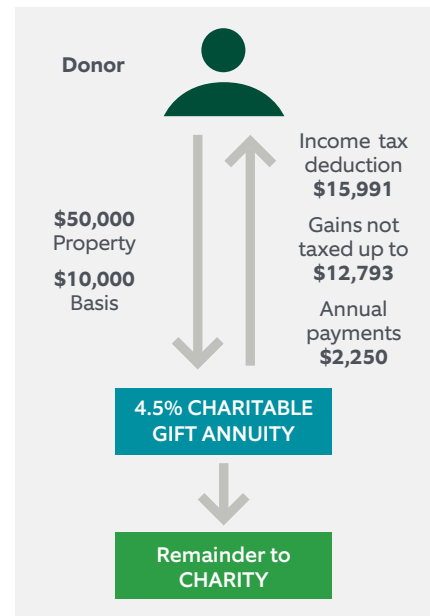 Donor
$50,000
Property
$10,000
Basis
Income tax
deduction
$15,991
Gains not
taxed up to
$12,793
Annual
payments
$2,250
4.5% CHARITABLE
GIFT ANNUITY
Remainder to
CHARITY